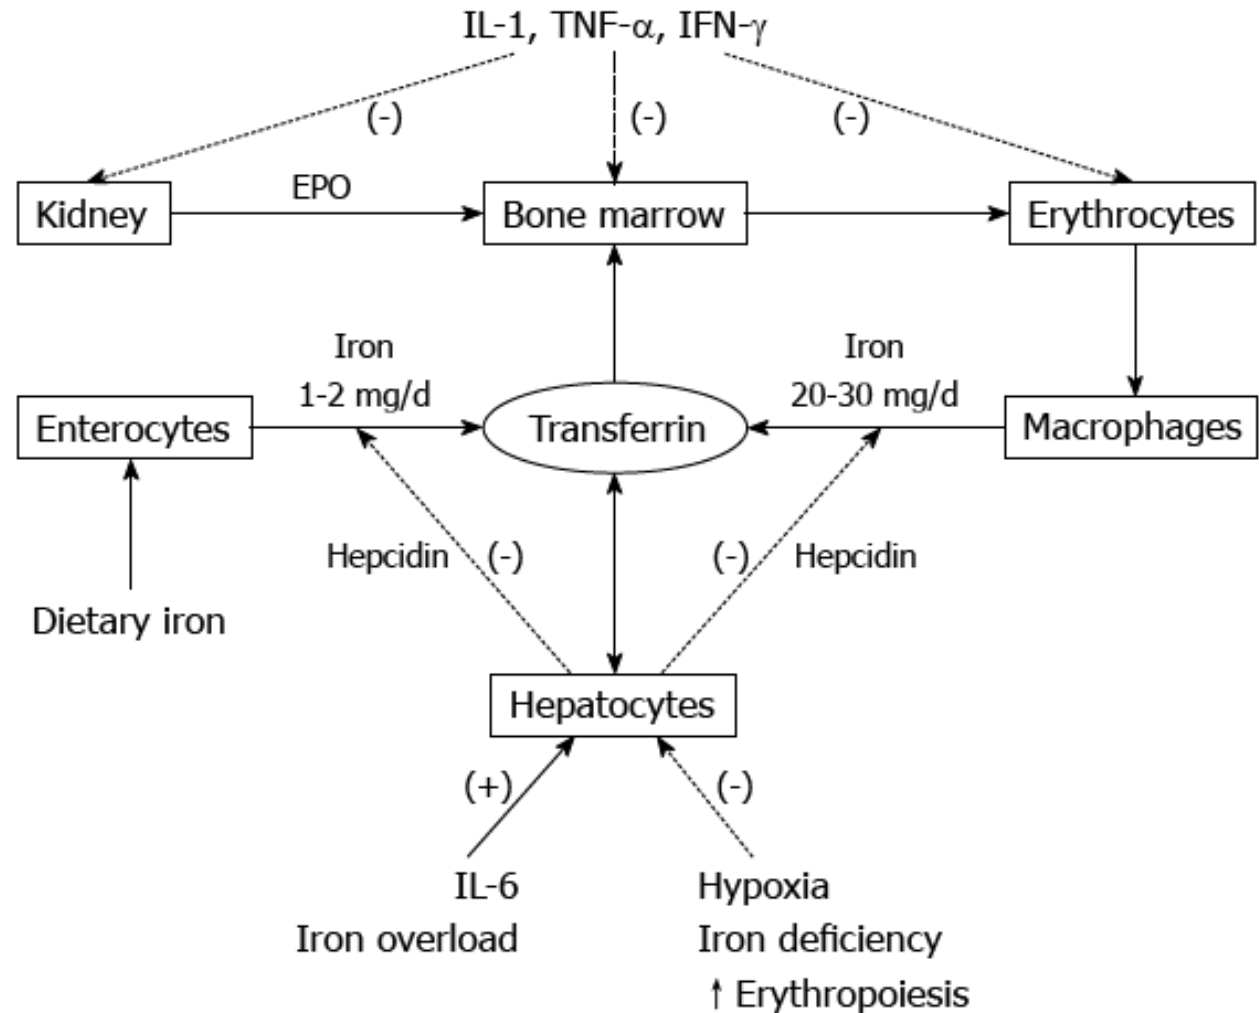 IL-1, TNF-α, IFN-γ
(-)
(-)
(-)
Kidney
EPO
Bone marrow
Erythrocytes
Iron
1-2 mg/d
Iron
20-30 mg/d
Enterocytes
Transferrin
Macrophages
Hepcidin
(-)
(-)
Hepcidin
Dietary iron
Hepatocytes
(+)
(-)
IL-6
Iron overload
Hypoxia
Iron deficiency
↑ Erythropoiesis